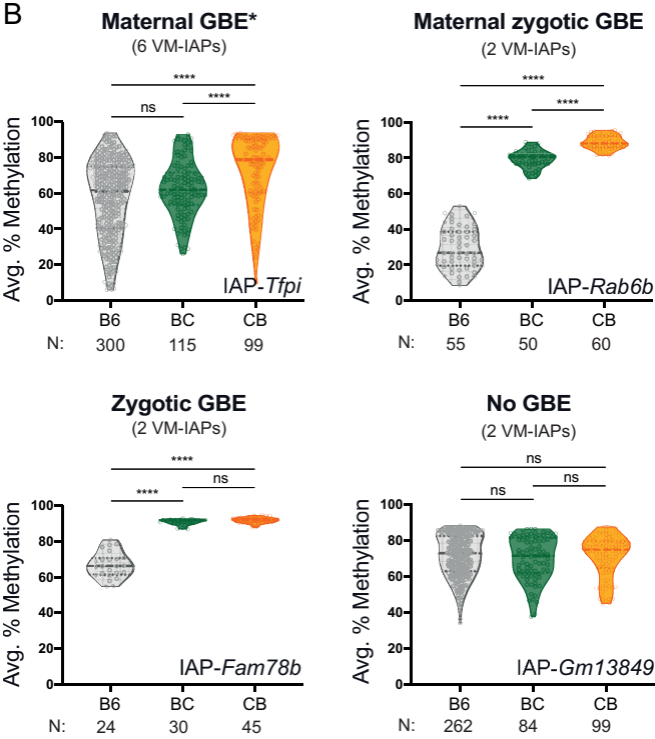 B
Maternal GBE*
(6 VM-IAPs)
****
ns
****
Avg. % Methylation
100
80
60
40
20
0
IAP-Tfpi
B6 BC CB
N: 300 115 99
Maternal zygotic GBE
(2 VM-IAPs)
****
****
****
Avg. % Methylation
100
80
60
40
20
0
IAP-Rab6b
B6 BC CB
N: 55 50 60
Zygotic GBE
(2 VM-IAPs)
****
ns
****
Avg. % Methylation
100
80
60
40
20
0
IAP-Fam78b
B6 BC CB
N: 24 30 45
No GBE
(2 VM-IAPs)
ns
ns
ns
Avg. % Methylation
100
80
60
40
20
0
IAP-Gm13849
B6 BC CB
N: 262 84 99